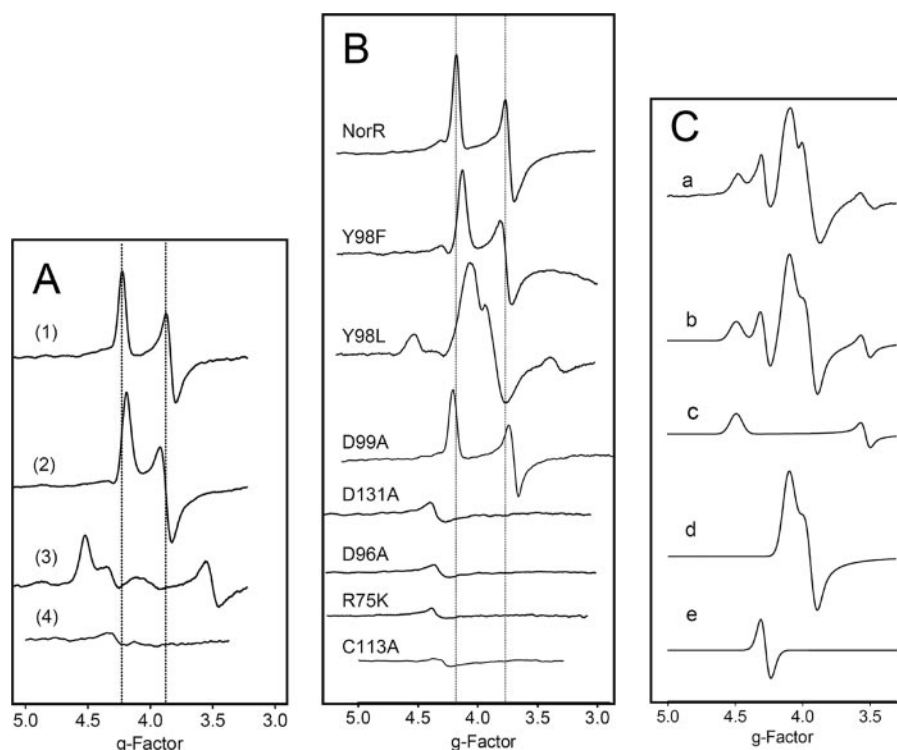 A
(1)
(2)
(3)
(4)
5.0 4.5 4.0 3.5 3.0
g-Factor
B
NorR
Y98F
Y98L
D99A
D131A
D96A
R75K
C113A
5.0 4.5 4.0 3.5 3.0
g-Factor
C
a
b
c
d
e
5.0 4.5 4.0 3.5
g-Factor